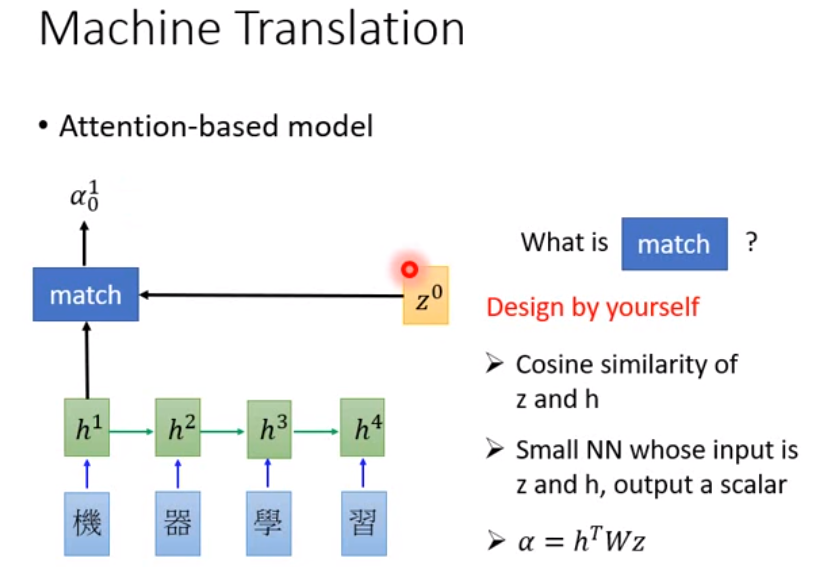 Machine Translation
• Attention-based model
α₀¹
match
z⁰
h¹ h² h³ h⁴
機 器 學 習
What is match ?
Design by yourself
➢ Cosine similarity of
z and h
➢ Small NN whose input is
z and h, output a scalar
➢ α = hᵀWz